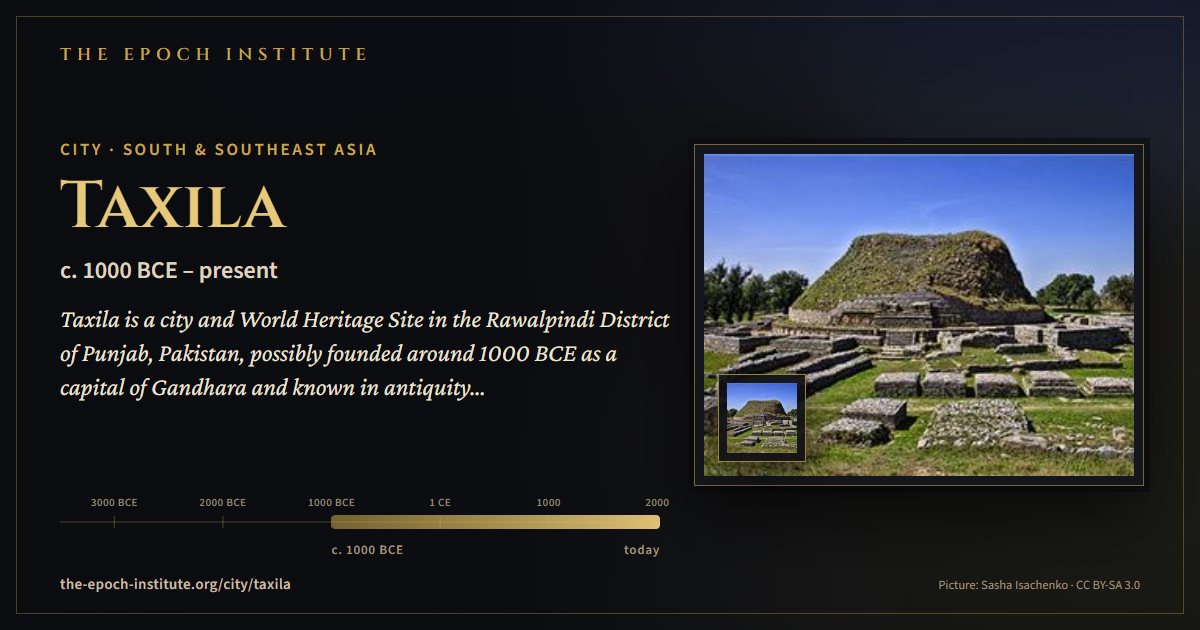 THE EPOCH INSTITUTE
CITY · SOUTH & SOUTHEAST ASIA
TAXILA
c. 1000 BCE – present
Taxila is a city and World Heritage Site in the Rawalpindi District
of Punjab, Pakistan, possibly founded around 1000 BCE as a
capital of Gandhara and known in antiquity...
3000 BCE 2000 BCE 1000 BCE 1 CE 1000 2000
c. 1000 BCE today
the-epoch-institute.org/city/taxila
Picture: Sasha Isachenko · CC BY-SA 3.0